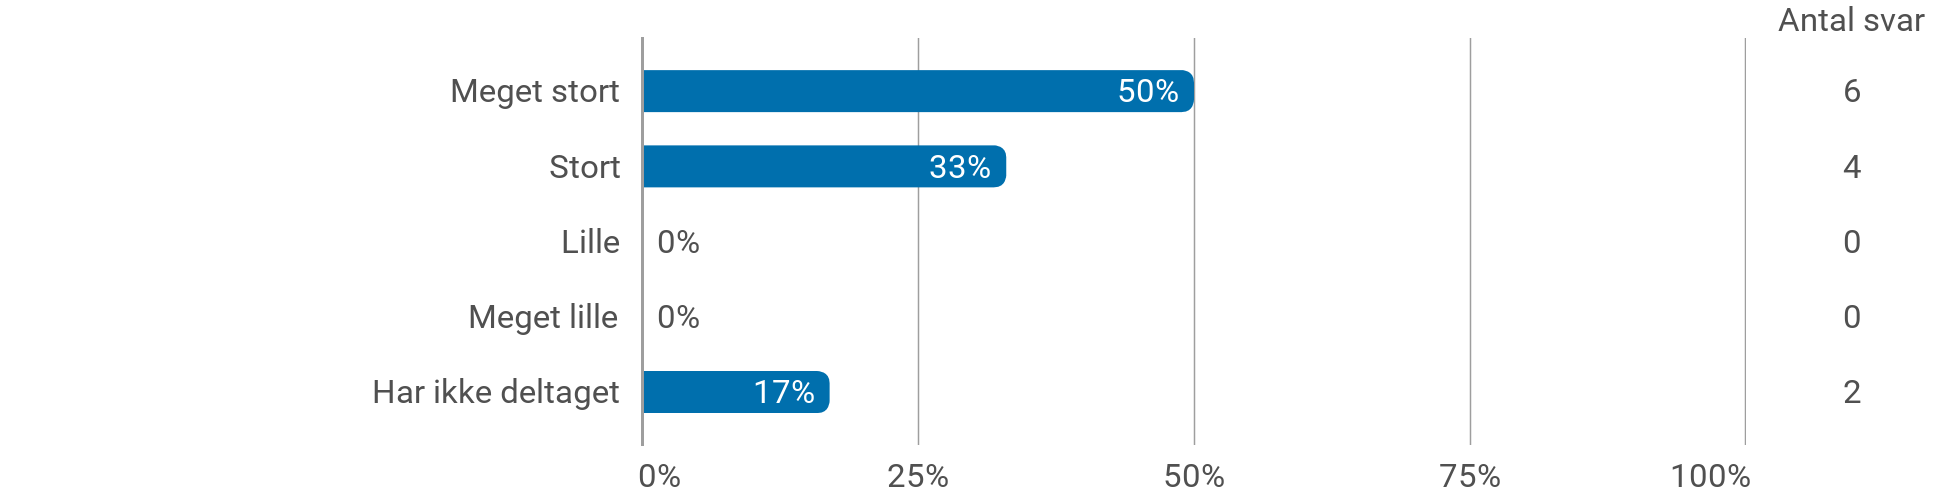 Antal svar
Meget stort 50% 6
Stort 33% 4
Lille 0% 0
Meget lille 0% 0
Har ikke deltaget 17% 2
0% 25% 50% 75% 100%